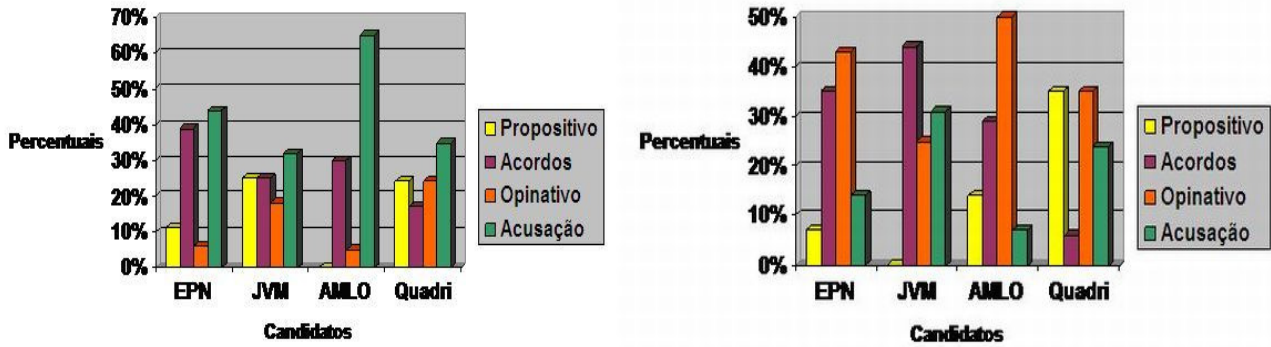 70%
60%
50%
40%
30%
20%
10%
0%
Percentuais
EPN JVM AMLO Quadri
Candidatos
Propositivo
Acordos
Opinativo
Acusação
50%
40%
30%
20%
10%
0%
Percentuais
EPN JVM AMLO Quadri
Candidatos
Propositivo
Acordos
Opinativo
Acusação